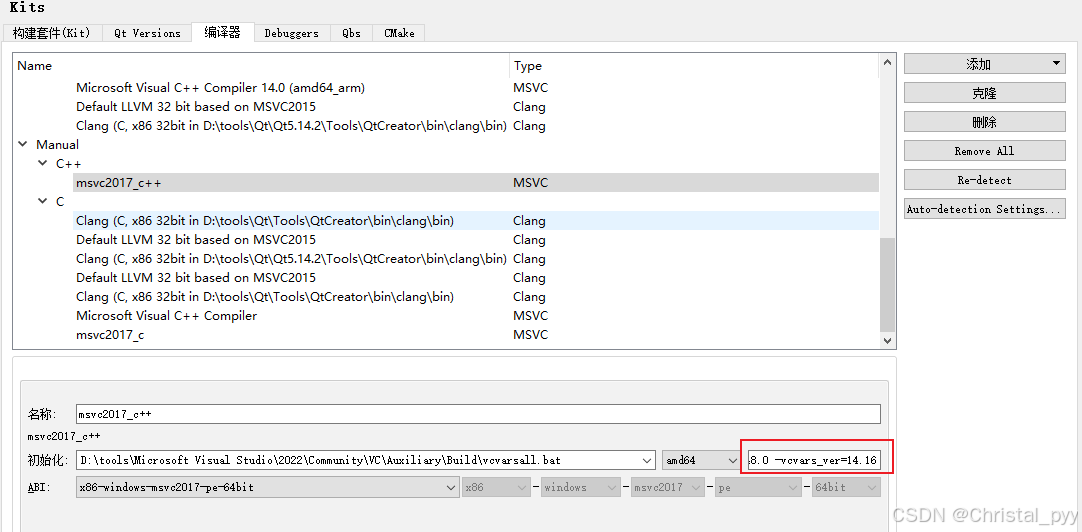 Kits
构建套件(Kit) Qt Versions 编译器 Debuggers Qbs CMake
Name Type
Microsoft Visual C++ Compiler 14.0 (amd64_arm) MSVC
Default LLVM 32 bit based on MSVC2015 Clang
Clang (C, x86 32bit in D:\tools\Qt\Qt5.14.2\Tools\QtCreator\bin\clang\bin) Clang
Manual
C++
msvc2017_c++ MSVC
C
Clang (C, x86 32bit in D:\tools\Qt\Tools\QtCreator\bin\clang\bin) Clang
Default LLVM 32 bit based on MSVC2015 Clang
Clang (C, x86 32bit in D:\tools\Qt\Qt5.14.2\Tools\QtCreator\bin\clang\bin) Clang
Default LLVM 32 bit based on MSVC2015 Clang
Clang (C, x86 32bit in D:\tools\Qt\Tools\QtCreator\bin\clang\bin) Clang
Microsoft Visual C++ Compiler MSVC
msvc2017_c MSVC
添加
克隆
删除
Remove All
Re-detect
Auto-detection Settings...
名称: msvc2017_c++
msvc2017_c++
初始化: D:\tools\Microsoft Visual Studio\2022\Community\VC\Auxiliary\Build\vcvarsall.bat amd64 8.0 -vcvars_ver=14.16
ABI: x86-windows-msvc2017-pe-64bit x86 - windows - msvc2017 - pe - 64bit
CSDN @Christal_pyy